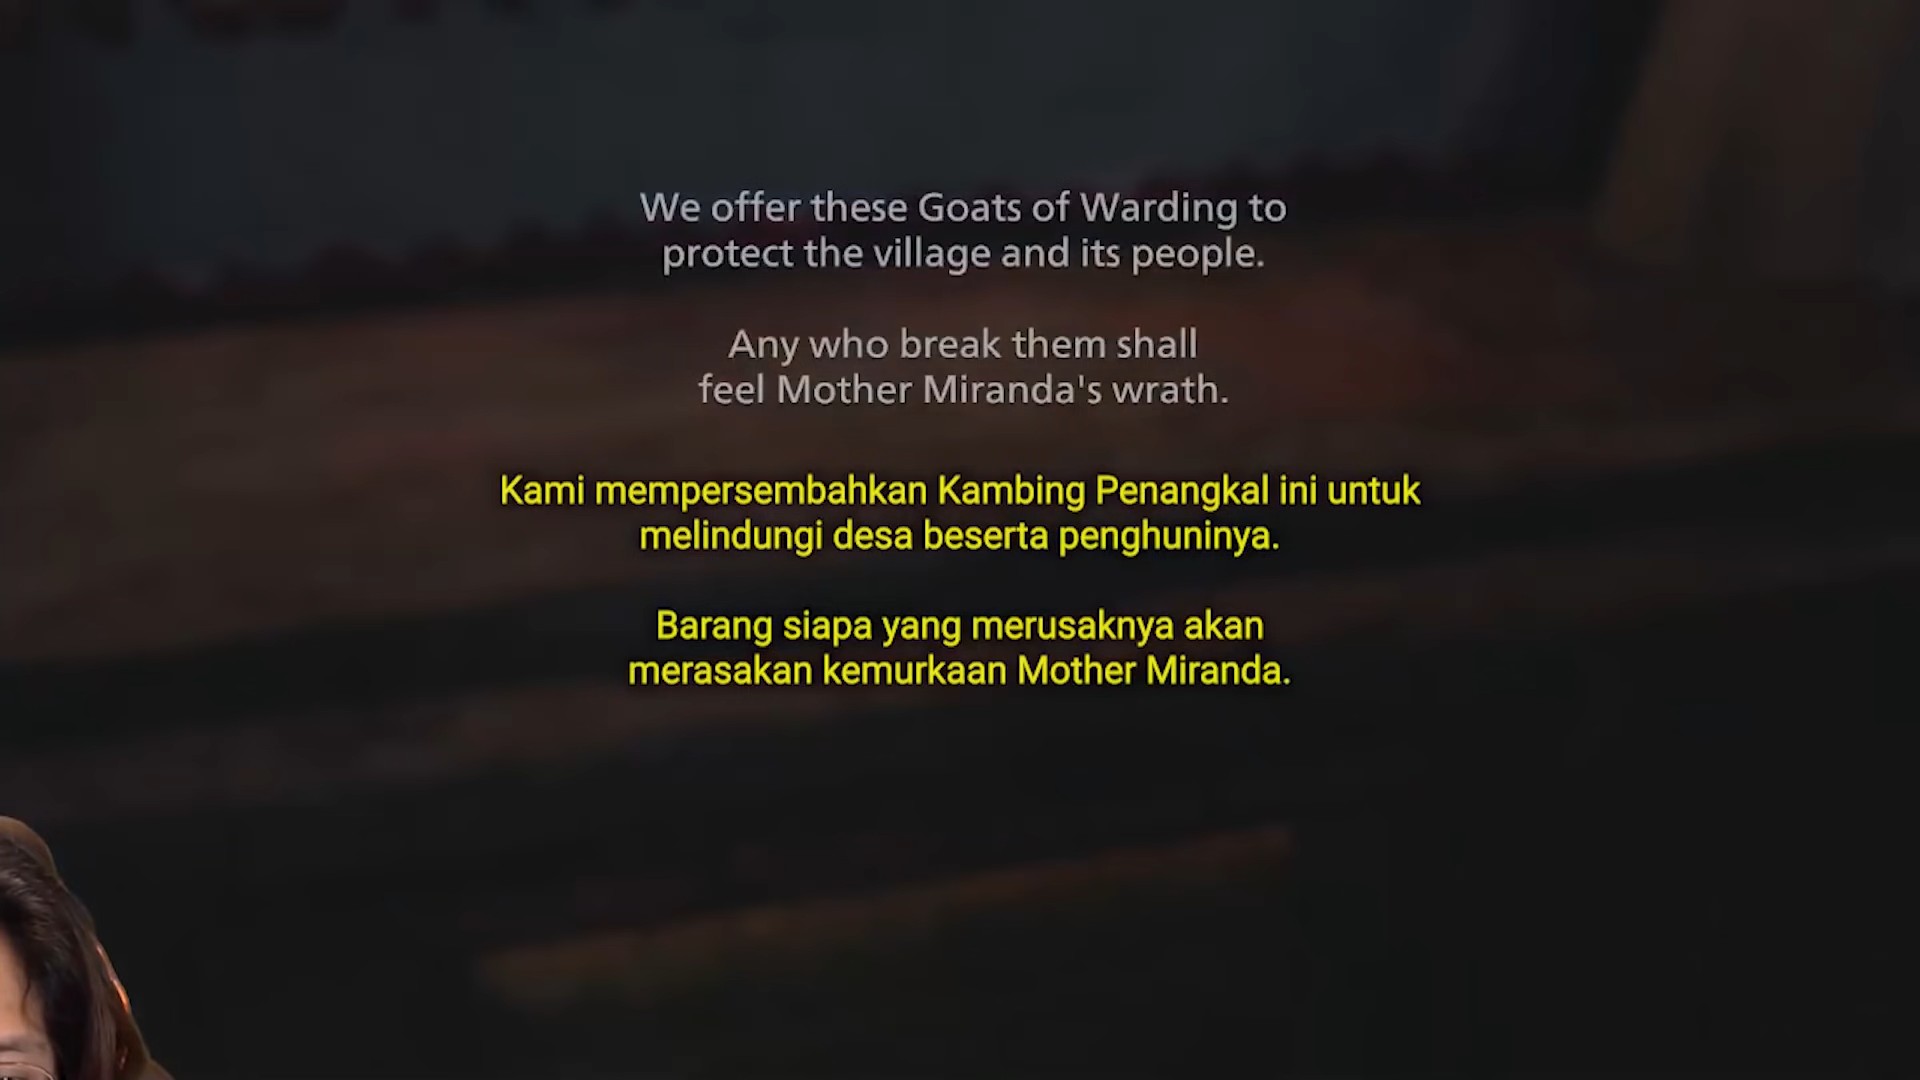 We offer these Goats of Warding to
protect the village and its people.
Any who break them shall
feel Mother Miranda's wrath.
Kami mempersembahkan Kambing Penangkal ini untuk
melindungi desa beserta penghuninya.
Barang siapa yang merusaknya akan
merasakan kemurkaan Mother Miranda.